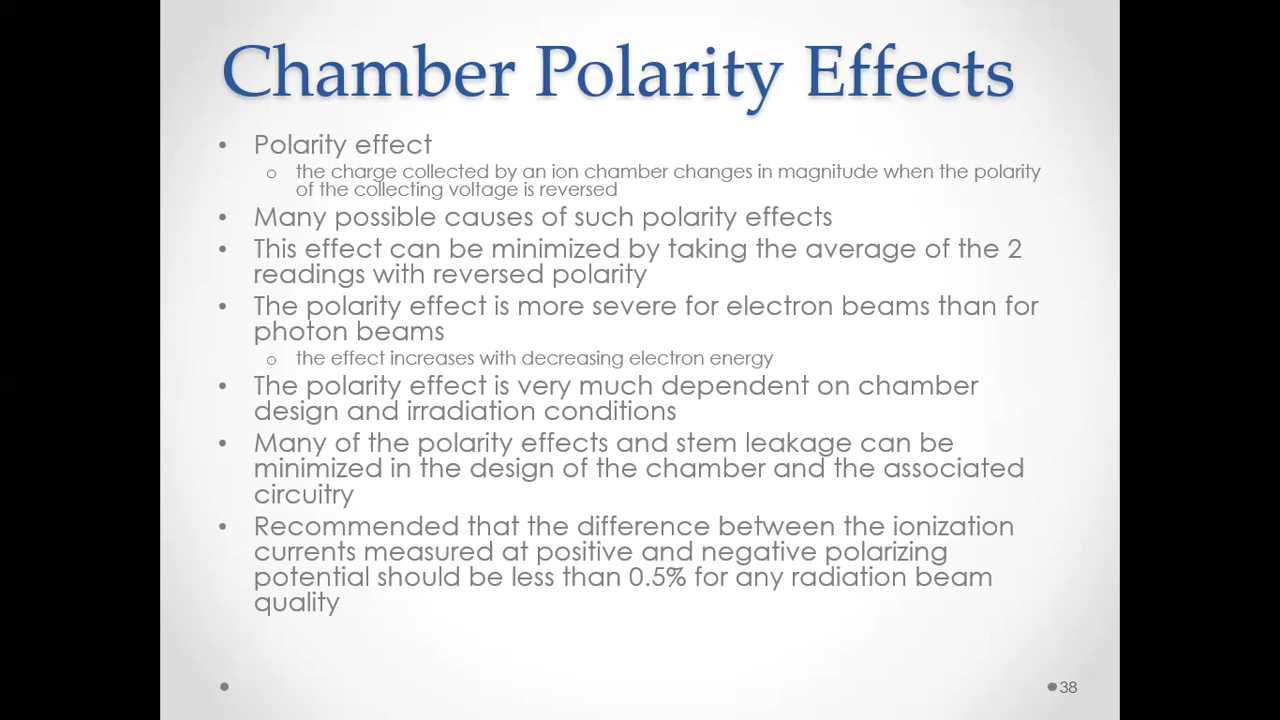 Chamber Polarity Effects
• Polarity effect
o the charge collected by an ion chamber changes in magnitude when the polarity
of the collecting voltage is reversed
• Many possible causes of such polarity effects
• This effect can be minimized by taking the average of the 2
readings with reversed polarity
• The polarity effect is more severe for electron beams than for
photon beams
o the effect increases with decreasing electron energy
• The polarity effect is very much dependent on chamber
design and irradiation conditions
• Many of the polarity effects and stem leakage can be
minimized in the design of the chamber and the associated
circuitry
• Recommended that the difference between the ionization
currents measured at positive and negative polarizing
potential should be less than 0.5% for any radiation beam
quality
38